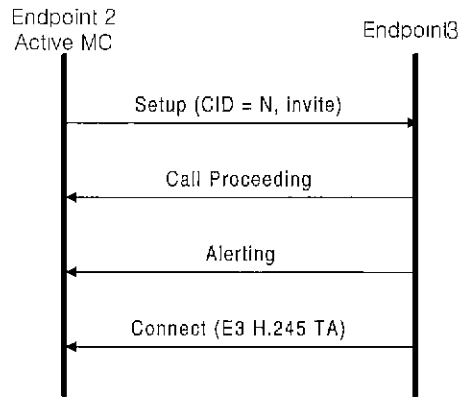 Endpoint 2
Active MC
Endpoint3
Setup (CID = N, invite)
Call Proceeding
Alerting
Connect (E3 H.245 TA)